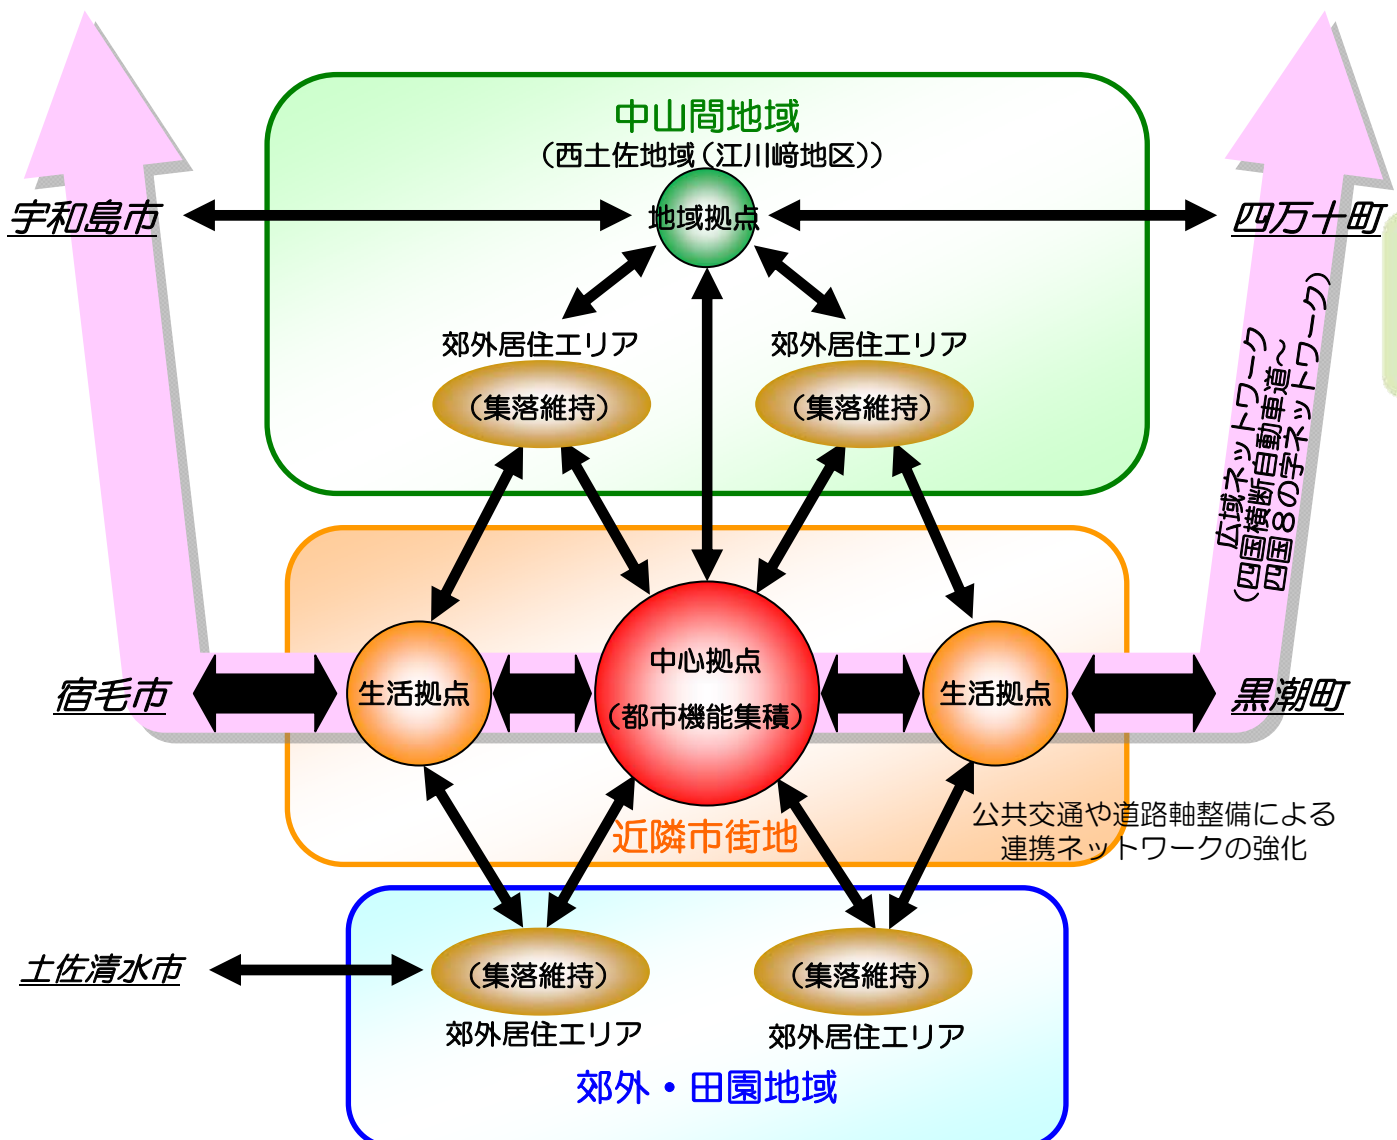 中山間地域
（西土佐地域（江川﨑地区））
宇和島市
地域拠点
四万十町
郊外居住エリア
（集落維持）
郊外居住エリア
（集落維持）
広域ネットワーク
（四国横断自動車道～
四国８の字ネットワーク）
宿毛市
生活拠点
中心拠点
（都市機能集積）
生活拠点
黒潮町
近隣市街地
公共交通や道路軸整備による
連携ネットワークの強化
土佐清水市
（集落維持）
郊外居住エリア
（集落維持）
郊外居住エリア
郊外・田園地域